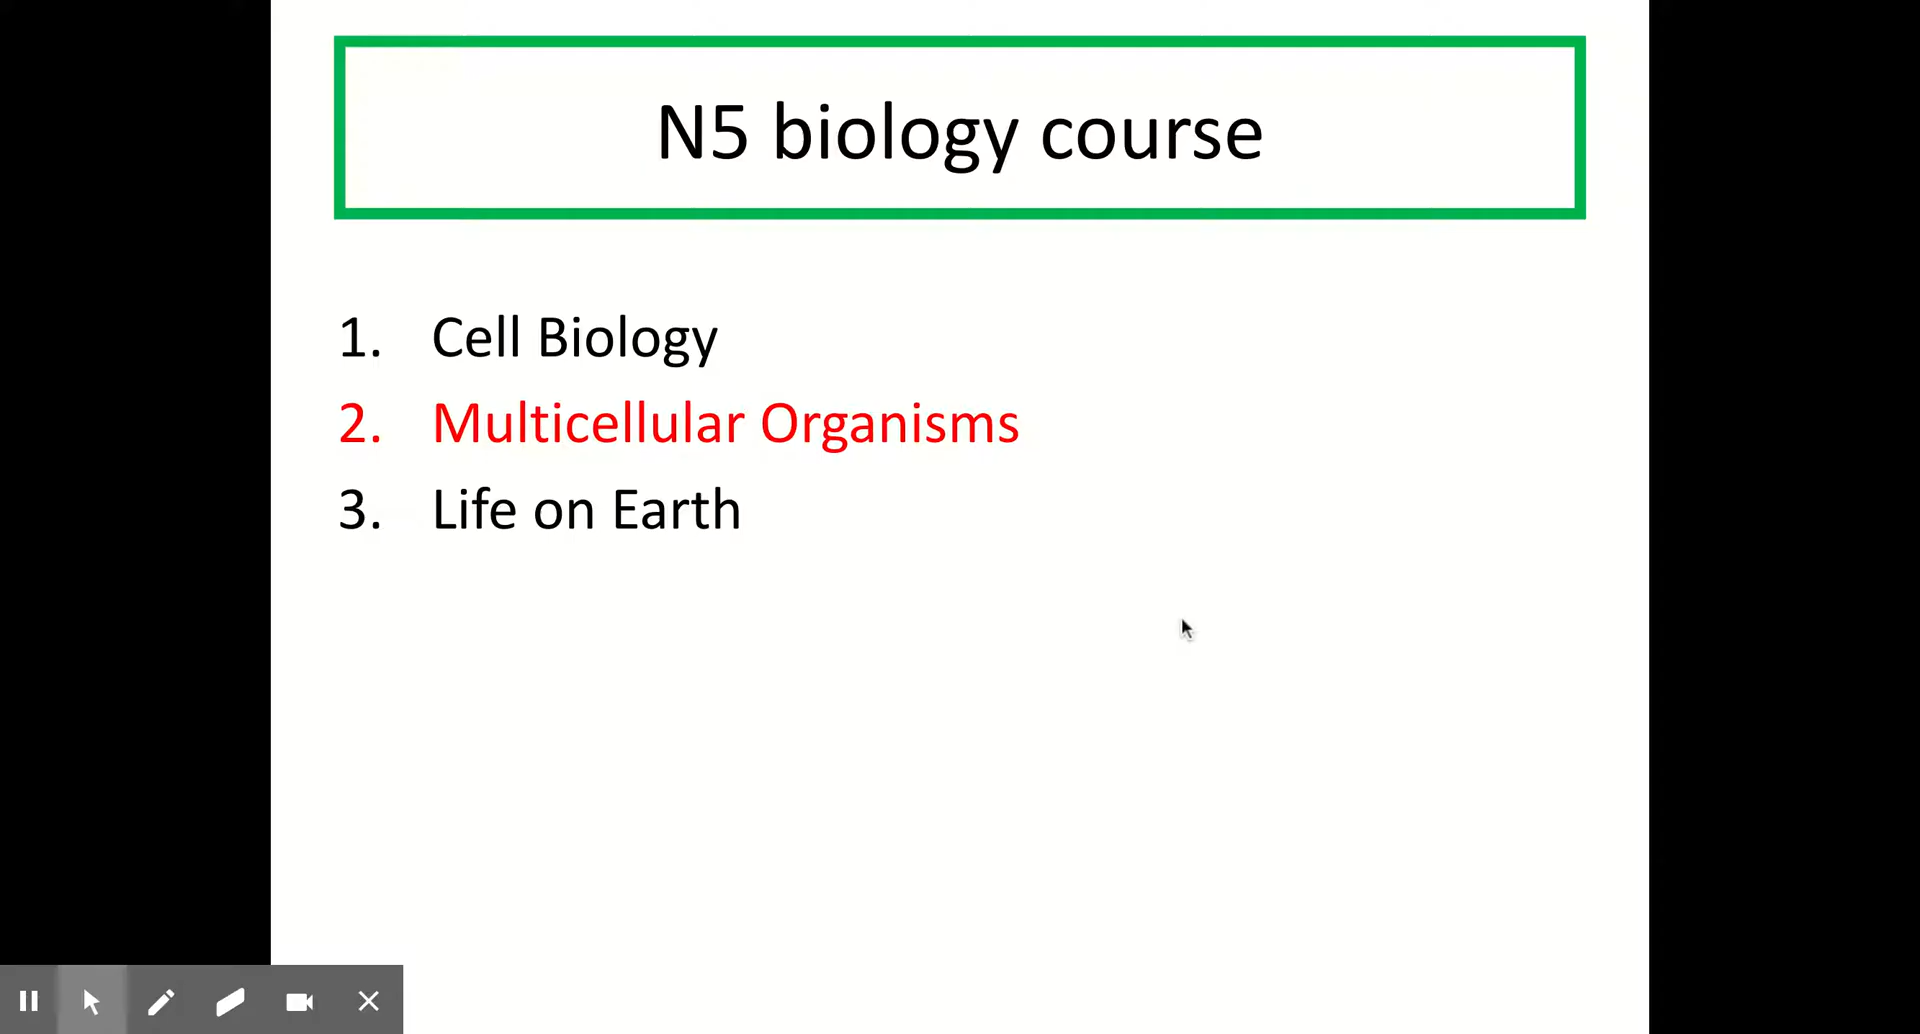 N5 biology course
1. Cell Biology
2. Multicellular Organisms
3. Life on Earth